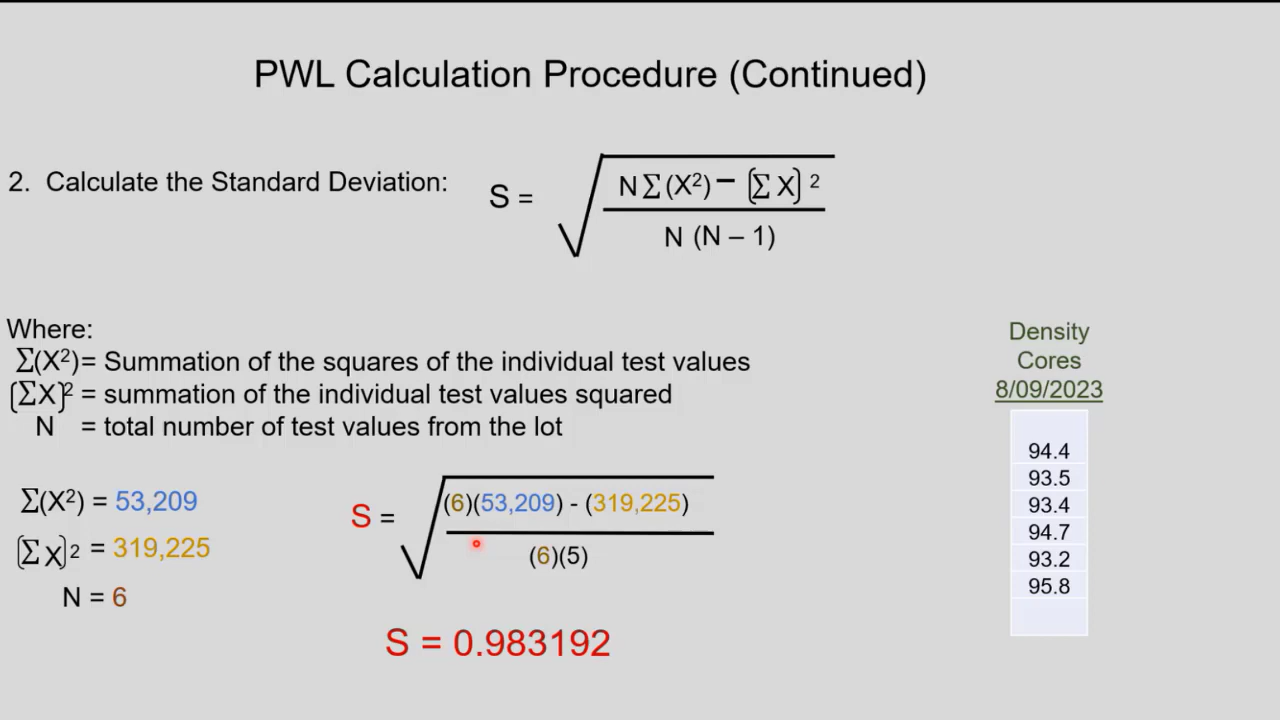 PWL Calculation Procedure (Continued)
2. Calculate the Standard Deviation: S = √ N Σ(X²) − (Σ X)²
N (N – 1)
Where:
Σ(X²)= Summation of the squares of the individual test values
(ΣX)² = summation of the individual test values squared
N = total number of test values from the lot
Σ(X²) = 53,209
(Σ X)² = 319,225
N = 6
S = √ (6)(53,209) - (319,225)
(6)(5)
S = 0.983192
Density
Cores
8/09/2023
94.4
93.5
93.4
94.7
93.2
95.8